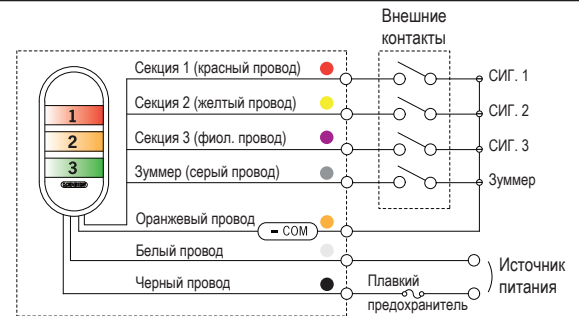 Внешние
контакты
Секция 1 (красный провод)
СИГ. 1
Секция 2 (желтый провод)
СИГ. 2
Секция 3 (фиол. провод)
СИГ. 3
Зуммер (серый провод)
Зуммер
1
2
3
Оранжевый провод
- COM
Белый провод
Черный провод
Плавкий
предохранитель
Источник
питания